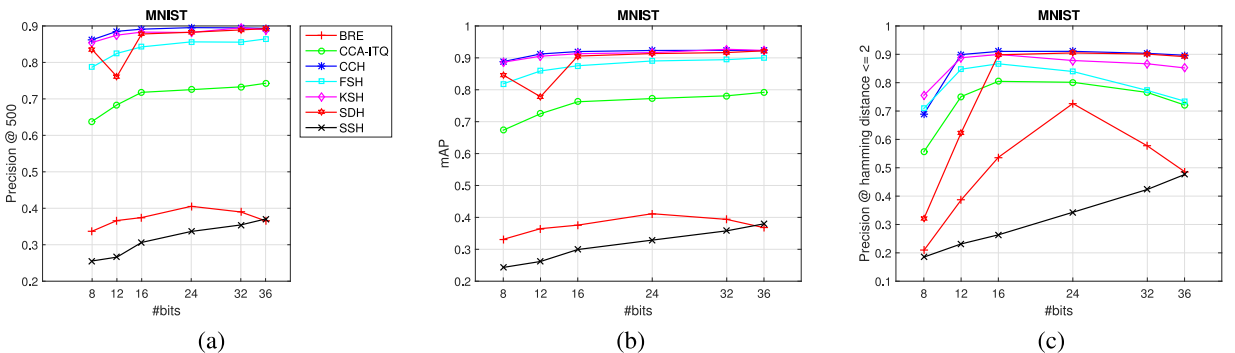 MNIST
Precision @ 500
0.9
0.8
0.7
0.6
0.5
0.4
0.3
0.2
8 12 16 24 32 36
#bits
(a)
BRE
CCA-ITQ
CCH
FSH
KSH
SDH
SSH
MNIST
mAP
1
0.9
0.8
0.7
0.6
0.5
0.4
0.3
0.2
8 12 16 24 32 36
#bits
(b)
MNIST
Precision @ hamming distance <= 2
1
0.9
0.8
0.7
0.6
0.5
0.4
0.3
0.2
0.1
8 12 16 24 32 36
#bits
(c)